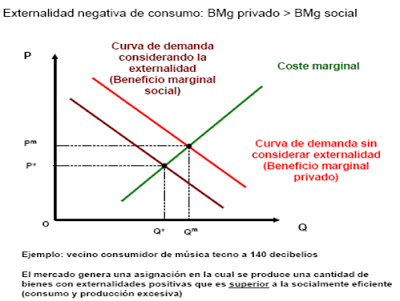 Externalidad negativa de consumo: BMg privado > BMg social
P
Curva de demanda
considerando la
externalidad
(Beneficio marginal
social)
Coste marginal
Pᵐ
P*
Curva de demanda sin
considerar externalidad
(Beneficio marginal
privado)
O
Q*
Qᵐ
Q
Ejemplo: vecino consumidor de música tecno a 140 decibelios
El mercado genera una asignación en la cual se produce una cantidad de
bienes con externalidades positivas que es superior a la socialmente eficiente
(consumo y producción excesiva)